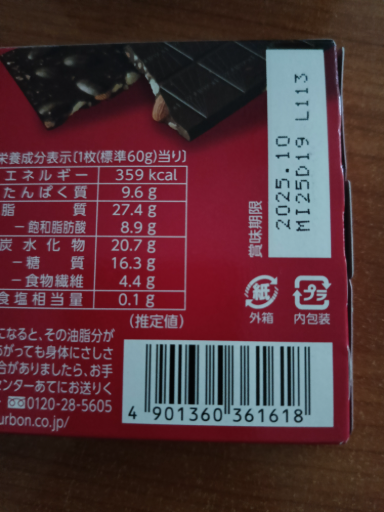 栄養成分表示〔1枚(標準60g)当り〕
エネルギー 359 kcal
たんぱく質 9.6 g
脂質 27.4 g
−飽和脂肪酸 8.9 g
炭水化物 20.7 g
−糖質 16.3 g
−食物繊維 4.4 g
食塩相当量 0.1 g
(推定値)
賞味期限
2025.10
MI25D19 L113
紙
外箱
プラ
内包装
になると、その油脂分が
あがっても身体にさしさ
合がありましたら、お手
センターあてにお送りく
0120-28-5605
urbon.co.jp/
4 901360 361618